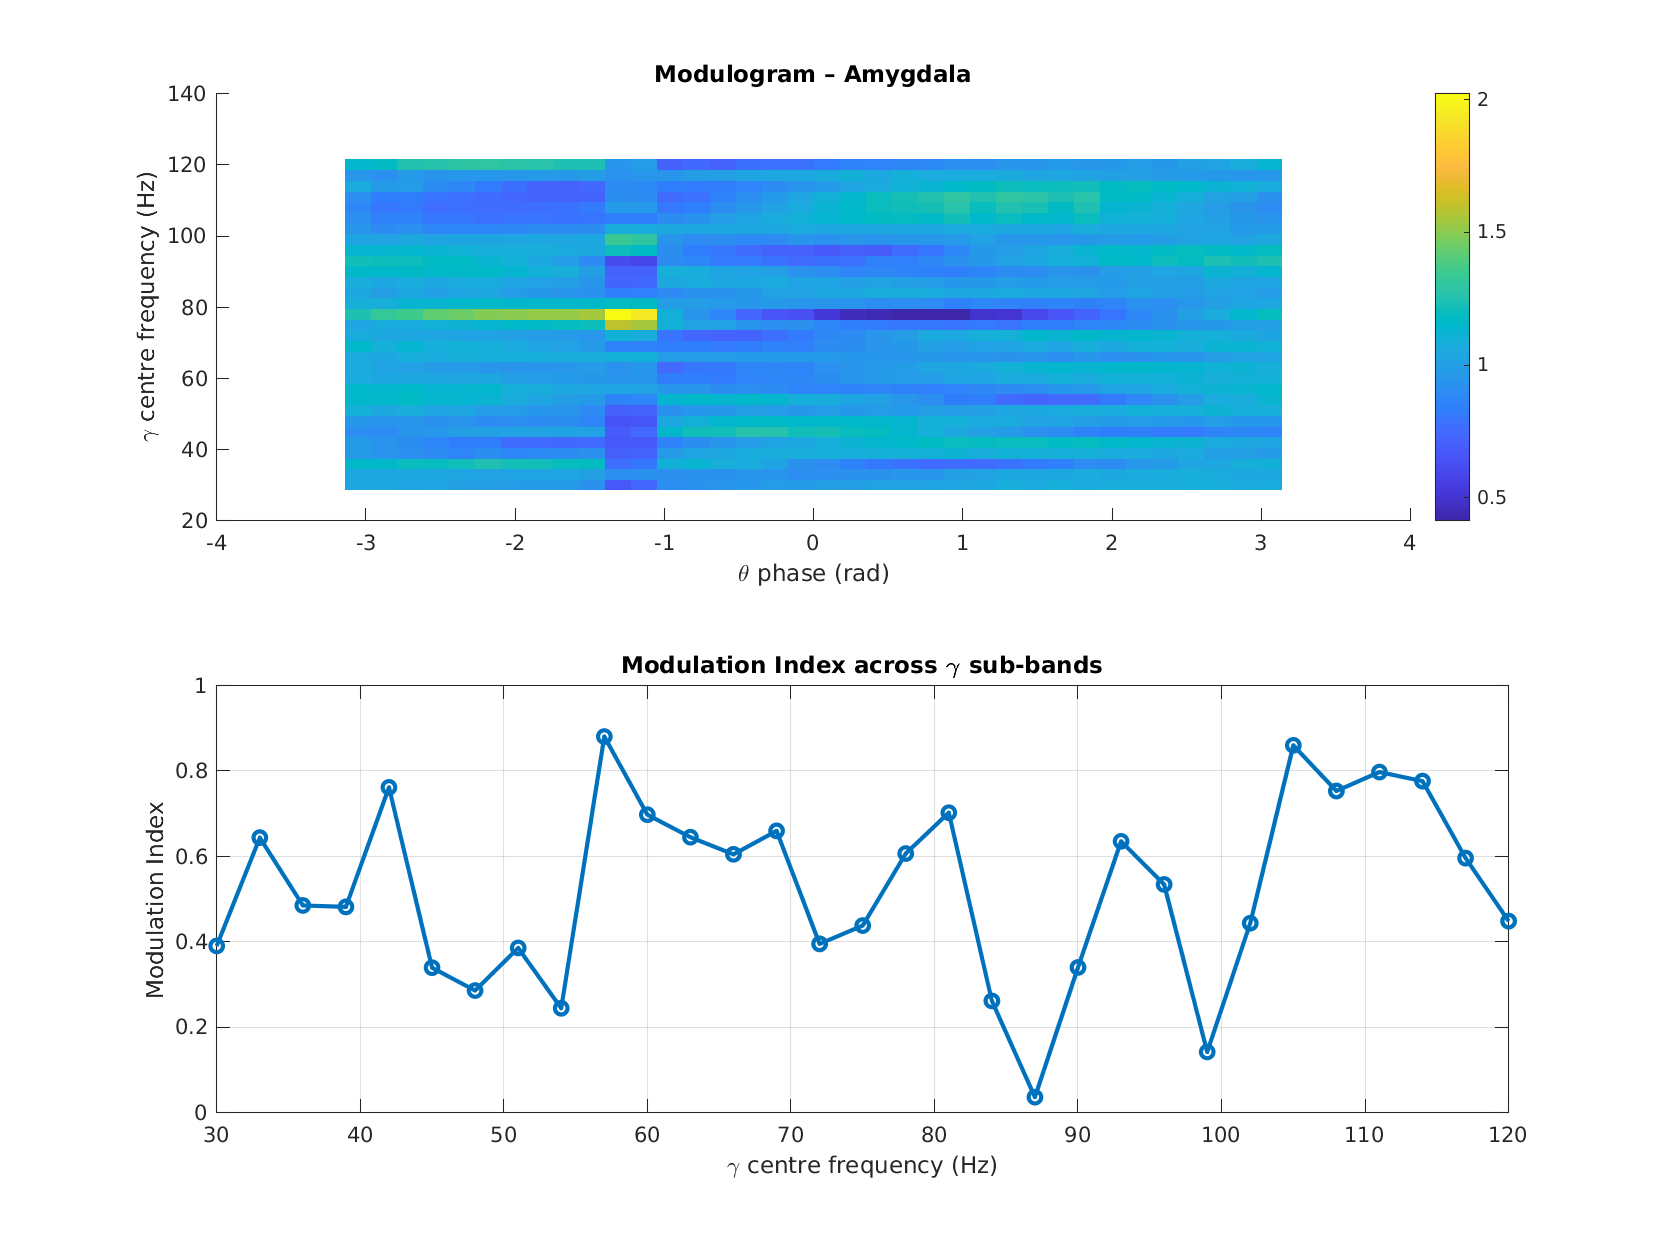 Modulogram – Amygdala
γ centre frequency (Hz)
140
120
100
80
60
40
20
-4 -3 -2 -1 0 1 2 3 4
θ phase (rad)
2
1.5
1
0.5
Modulation Index across γ sub-bands
Modulation Index
1
0.8
0.6
0.4
0.2
0
30 40 50 60 70 80 90 100 110 120
γ centre frequency (Hz)